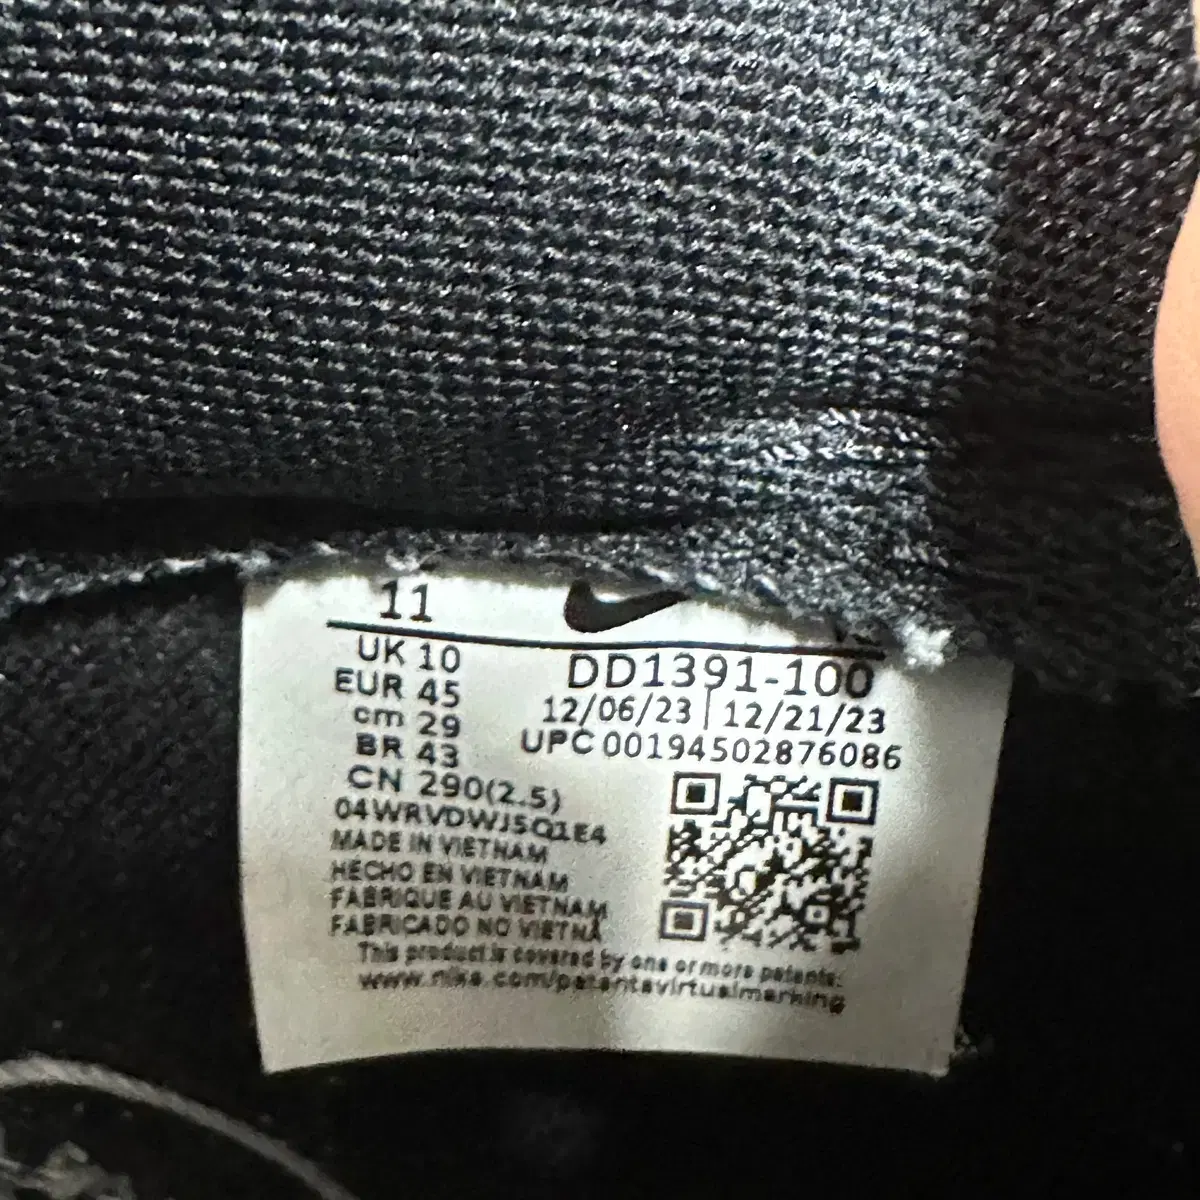 11
UK 10
EUR 45
cm 29
BR 43
CN 290(2.5)
04WRVDWJ5Q1E4
MADE IN VIETNAM
HECHO EN VIETNAM
FABRIQUE AU VIETNAM
FABRICADO NO VIETNÃ
DD1391-100
12/06/23 | 12/21/23
UPC 00194502876086
This product is covered by one or more patents:
www.nike.com/patentsvirtualmarking